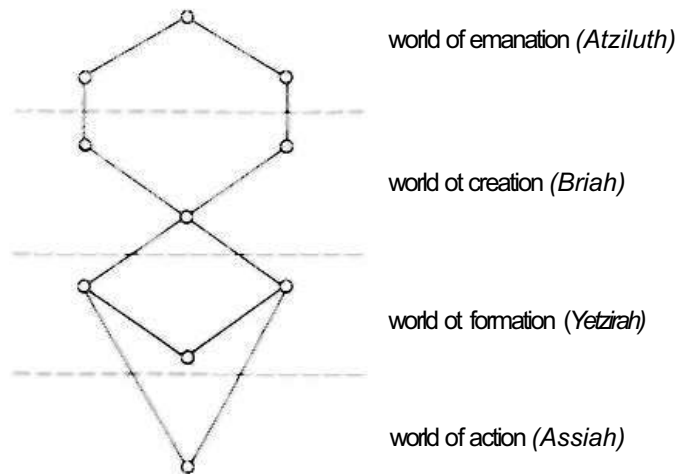 world of emanation (Atziluth)
world ot creation (Briah)
world ot formation (Yetzirah)
world of action (Assiah)